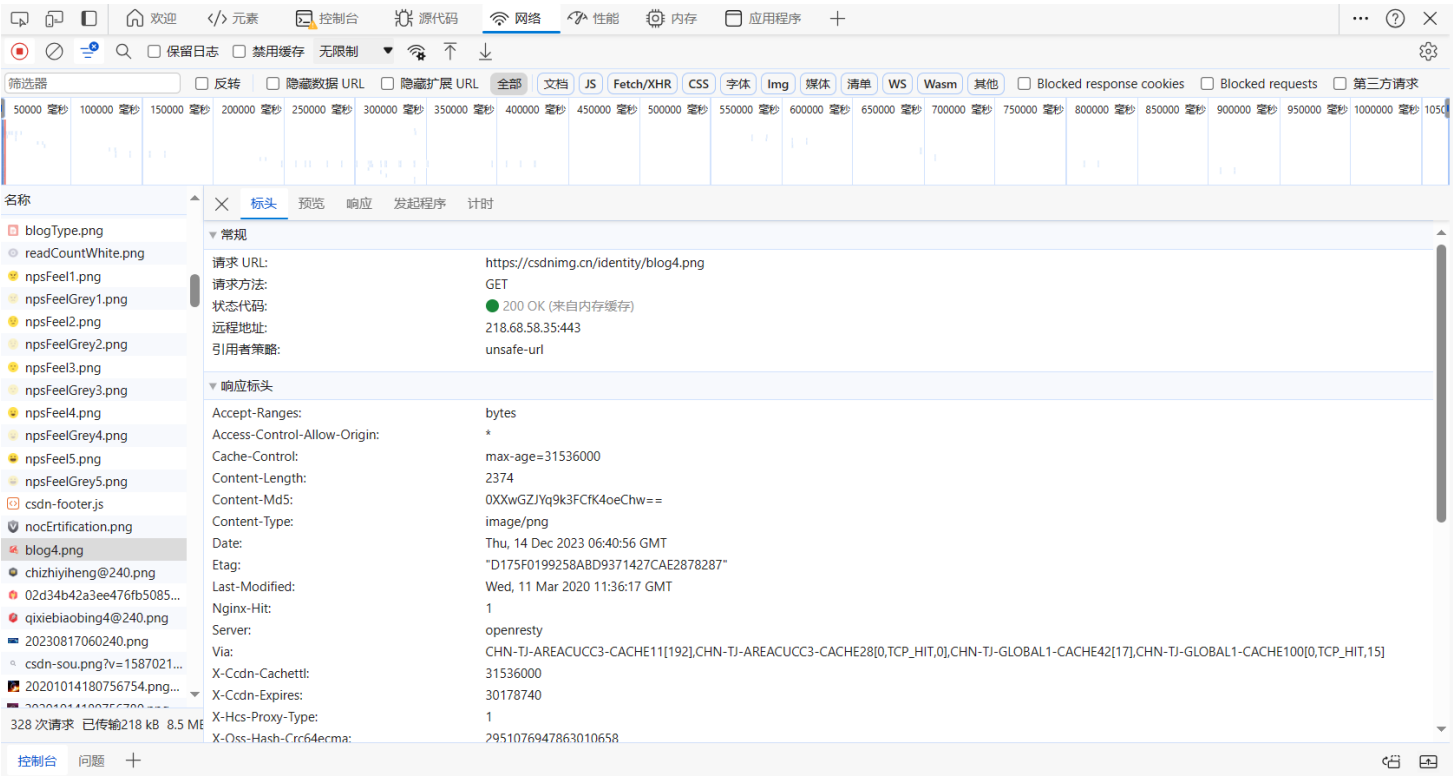 欢迎 元素 控制台 源代码 网络 性能 内存 应用程序
保留日志 禁用缓存 无限制
筛选器 反转 隐藏数据 URL 隐藏扩展 URL 全部 文档 JS Fetch/XHR CSS 字体 Img 媒体 清单 WS Wasm 其他 Blocked response cookies Blocked requests 第三方请求
50000 毫秒 100000 毫秒 150000 毫秒 200000 毫秒 250000 毫秒 300000 毫秒 350000 毫秒 400000 毫秒 450000 毫秒 500000 毫秒 550000 毫秒 600000 毫秒 650000 毫秒 700000 毫秒 750000 毫秒 800000 毫秒 850000 毫秒 900000 毫秒 950000 毫秒 1000000 毫秒
名称
blogType.png
readCountWhite.png
npsFeel1.png
npsFeelGrey1.png
npsFeel2.png
npsFeelGrey2.png
npsFeel3.png
npsFeelGrey3.png
npsFeel4.png
npsFeelGrey4.png
npsFeel5.png
npsFeelGrey5.png
csdn-footer.js
nocErtification.png
blog4.png
chizhiyiheng@240.png
02d34b42a3ee476fb5085...
qixiebiaobing4@240.png
20230817060240.png
csdn-sou.png?v=1587021...
20201014180756754.png...
328 次请求 已传输218 kB 8.5 ME
标头 预览 响应 发起程序 计时
常规
请求 URL: https://csdnimg.cn/identity/blog4.png
请求方法: GET
状态代码: 200 OK (来自内存缓存)
远程地址: 218.68.58.35:443
引用者策略: unsafe-url
响应标头
Accept-Ranges: bytes
Access-Control-Allow-Origin: *
Cache-Control: max-age=31536000
Content-Length: 2374
Content-Md5: 0XXwGZJYq9k3FCfK4oeChw==
Content-Type: image/png
Date: Thu, 14 Dec 2023 06:40:56 GMT
Etag: "D175F0199258ABD9371427CAE2878287"
Last-Modified: Wed, 11 Mar 2020 11:36:17 GMT
Nginx-Hit: 1
Server: openresty
Via: CHN-TJ-AREACUCC3-CACHE11[192],CHN-TJ-AREACUCC3-CACHE28[0,TCP_HIT,0],CHN-TJ-GLOBAL1-CACHE42[17],CHN-TJ-GLOBAL1-CACHE100[0,TCP_HIT,15]
X-Ccdn-Cachettl: 31536000
X-Ccdn-Expires: 30178740
X-Hcs-Proxy-Type: 1
X-Oss-Hash-Crc64ecma: 2951076947863010658
控制台 问题